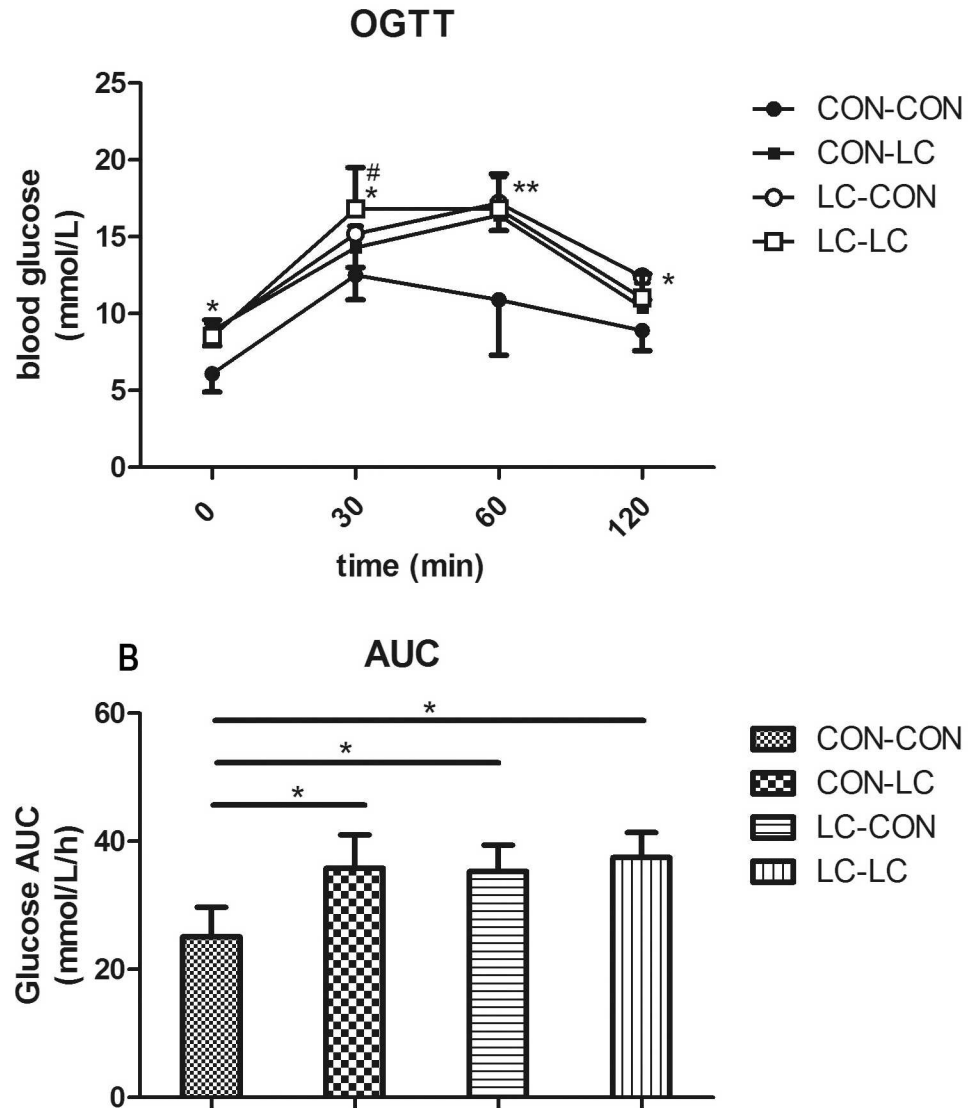 OGTT
25
20
15
10
5
0
blood glucose
(mmol/L)
*
#
*
**
*
0
30
60
120
time (min)
CON-CON
CON-LC
LC-CON
LC-LC
B
AUC
60
40
20
0
Glucose AUC
(mmol/L/h)
*
*
*
CON-CON
CON-LC
LC-CON
LC-LC